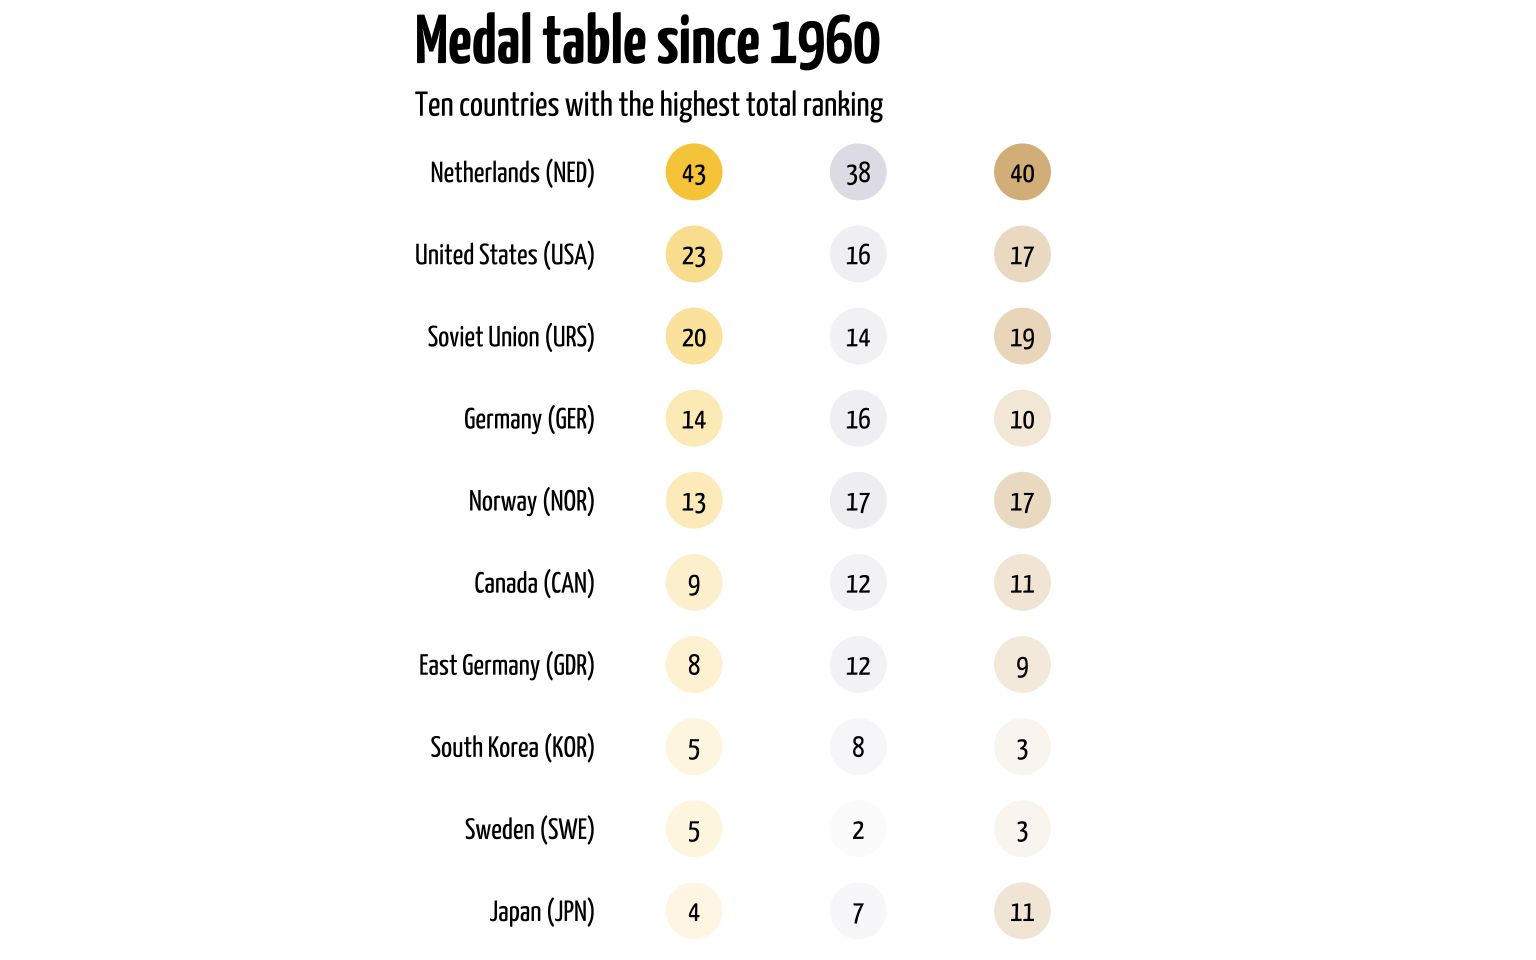 Medal table since 1960
Ten countries with the highest total ranking
Netherlands (NED) 43 38 40
United States (USA) 23 16 17
Soviet Union (URS) 20 14 19
Germany (GER) 14 16 10
Norway (NOR) 13 17 17
Canada (CAN) 9 12 11
East Germany (GDR) 8 12 9
South Korea (KOR) 5 8 3
Sweden (SWE) 5 2 3
Japan (JPN) 4 7 11